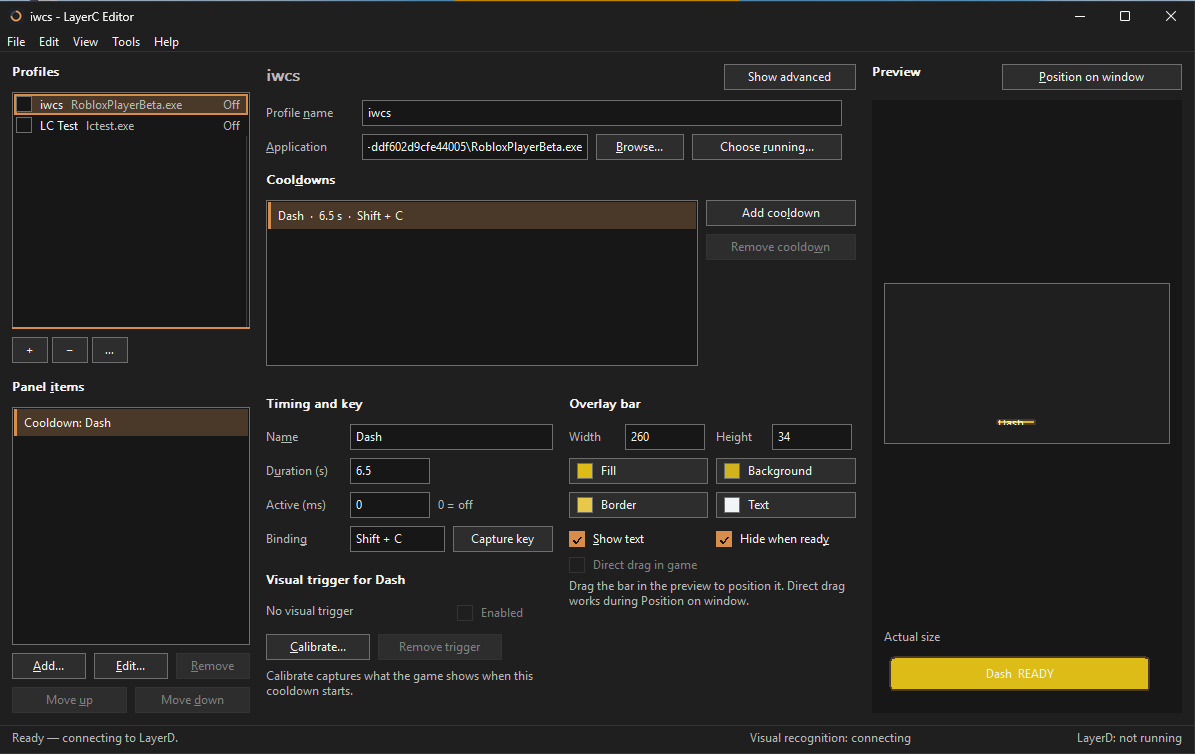 iwcs - LayerC Editor
File Edit View Tools Help
Profiles
iwcs RobloxPlayerBeta.exe Off
LC Test lctest.exe Off
+ − ...
Panel items
Cooldown: Dash
Add... Edit... Remove
Move up Move down
iwcs
Show advanced
Profile name iwcs
Application -ddf602d9cfe44005\RobloxPlayerBeta.exe Browse... Choose running...
Cooldowns
Dash · 6.5 s · Shift + C
Add cooldown
Remove cooldown
Timing and key
Name Dash
Duration (s) 6.5
Active (ms) 0 0 = off
Binding Shift + C Capture key
Visual trigger for Dash
No visual trigger Enabled
Calibrate... Remove trigger
Calibrate captures what the game shows when this
cooldown starts.
Overlay bar
Width 260 Height 34
Fill Background
Border Text
Show text Hide when ready
Direct drag in game
Drag the bar in the preview to position it. Direct drag
works during Position on window.
Preview
Position on window
Actual size
Dash READY
Ready — connecting to LayerD.
Visual recognition: connecting
LayerD: not running